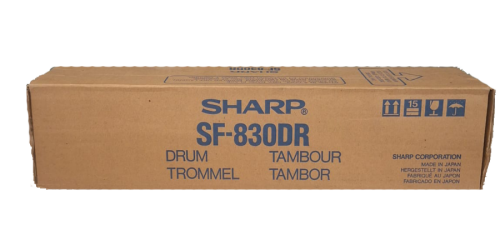 SHARP®
SF-830DR
DRUM TAMBOUR
TROMMEL TAMBOR
15
SHARP CORPORATION
MADE IN JAPAN
HERGESTELLT IN JAPAN
FABRIQUÉ AU JAPON
FABRICADO EN JAPON